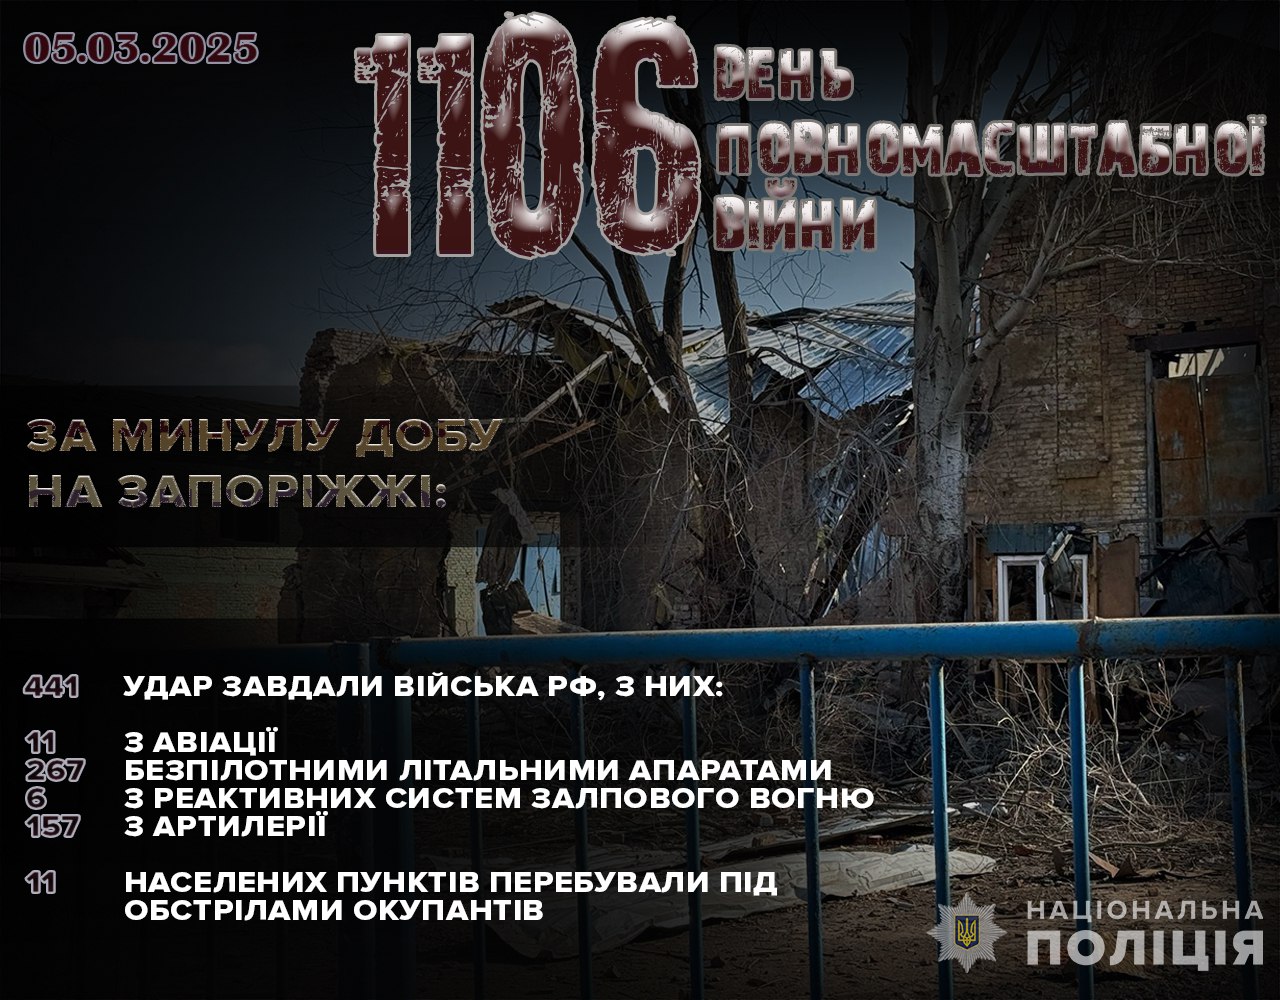 05.03.2025
1106 ДЕНЬ
ПОВНОМАСШТАБНОЇ
ВІЙНИ
ЗА МИНУЛУ ДОБУ
НА ЗАПОРІЖЖІ:
441 УДАР ЗАВДАЛИ ВІЙСЬКА РФ, З НИХ:
11 З АВІАЦІЇ
267 БЕЗПІЛОТНИМИ ЛІТАЛЬНИМИ АПАРАТАМИ
6 З РЕАКТИВНИХ СИСТЕМ ЗАЛПОВОГО ВОГНЮ
157 З АРТИЛЕРІЇ
11 НАСЕЛЕНИХ ПУНКТІВ ПЕРЕБУВАЛИ ПІД
ОБСТРІЛАМИ ОКУПАНТІВ
НАЦІОНАЛЬНА
ПОЛІЦІЯ